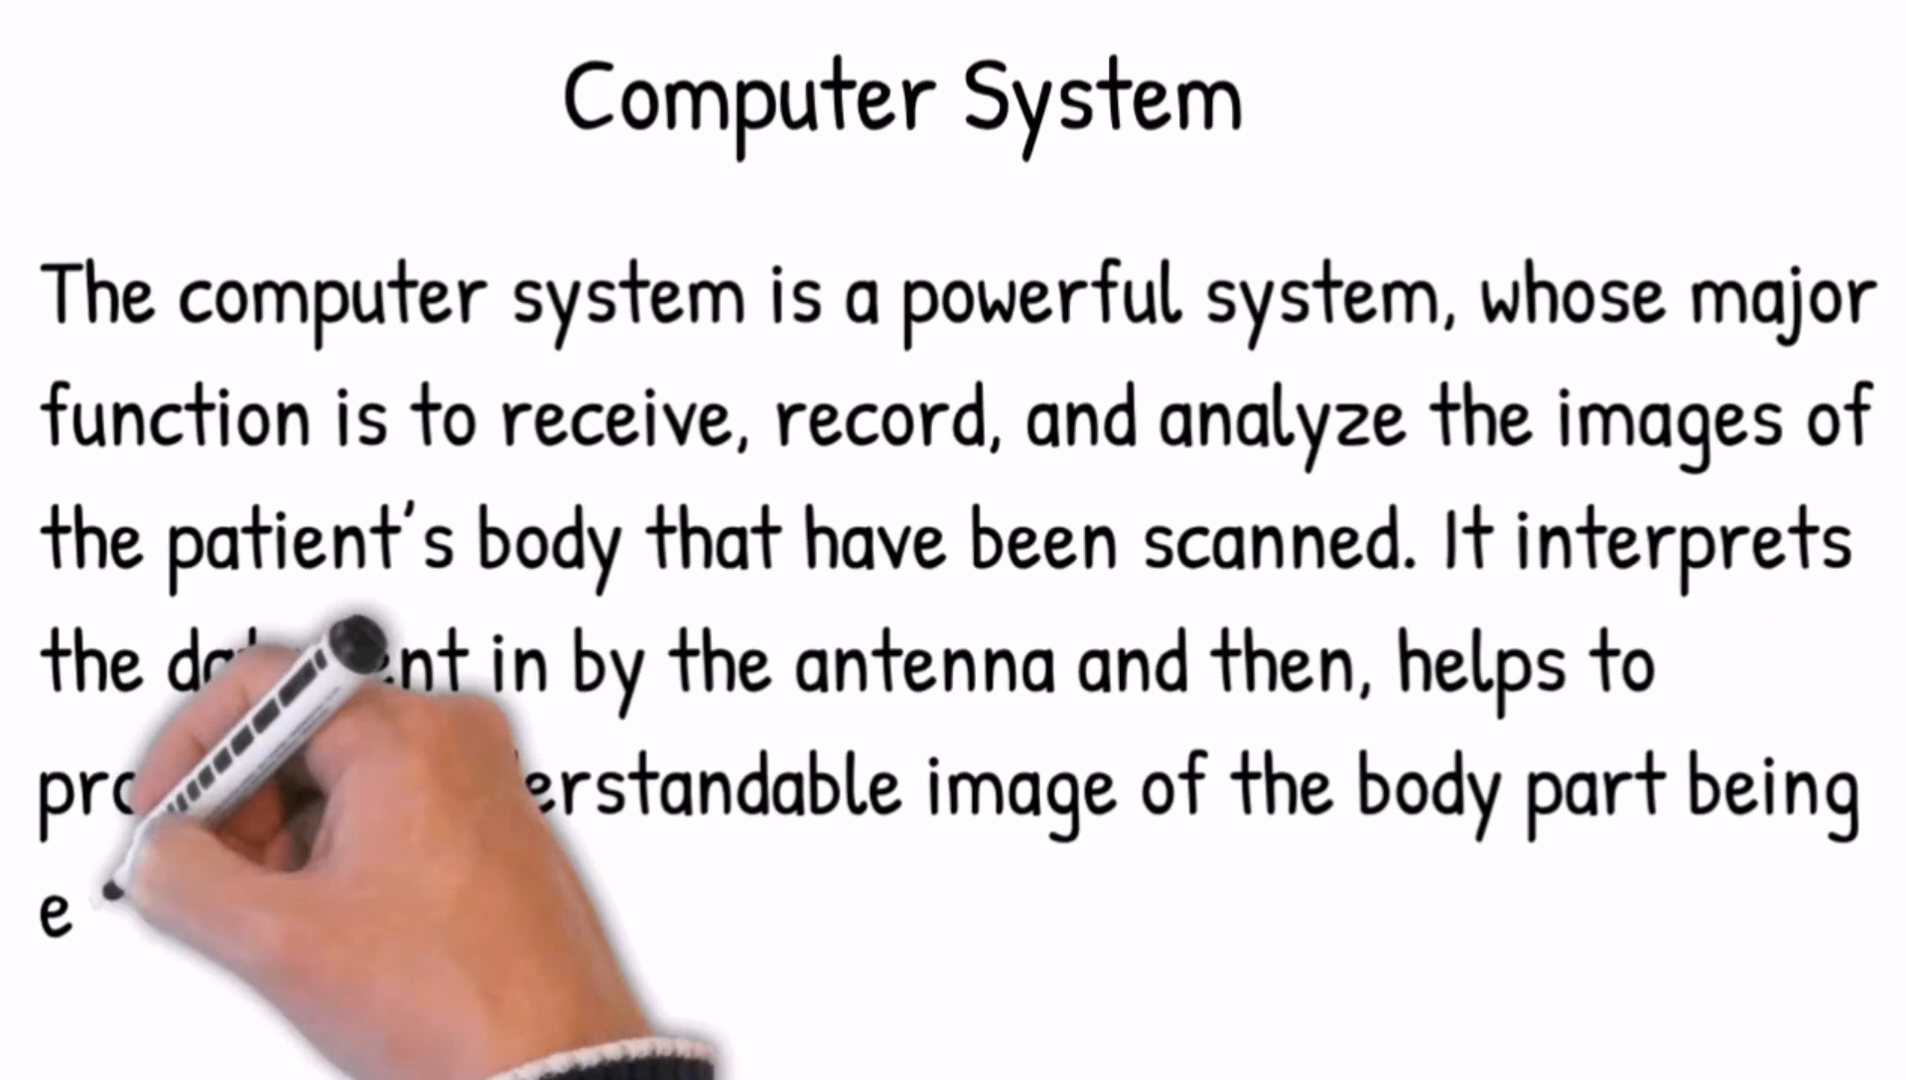 Computer System
The computer system is a powerful system, whose major
function is to receive, record, and analyze the images of
the patient's body that have been scanned. It interprets
the in by the antenna and then, helps to
image of the body part being
e